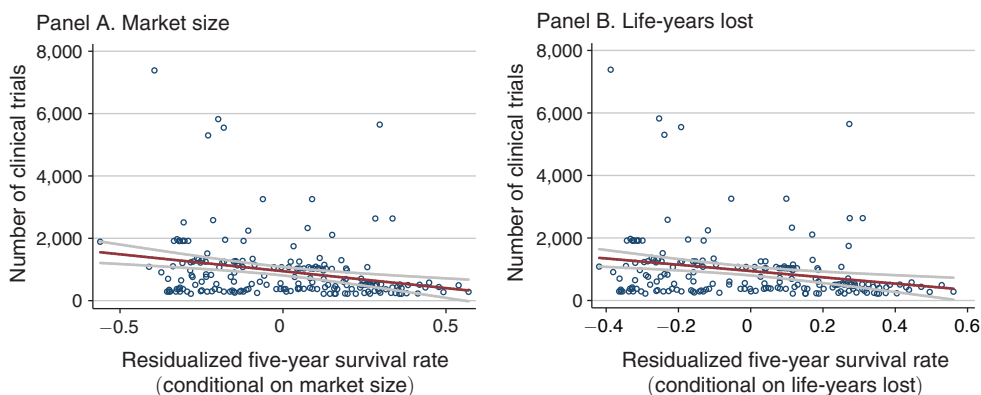 Panel A. Market size
Number of clinical trials
8,000
6,000
4,000
2,000
0
−0.5
0
0.5
Residualized five-year survival rate
(conditional on market size)
Panel B. Life-years lost
Number of clinical trials
8,000
6,000
4,000
2,000
0
−0.4
−0.2
0
0.2
0.4
0.6
Residualized five-year survival rate
(conditional on life-years lost)